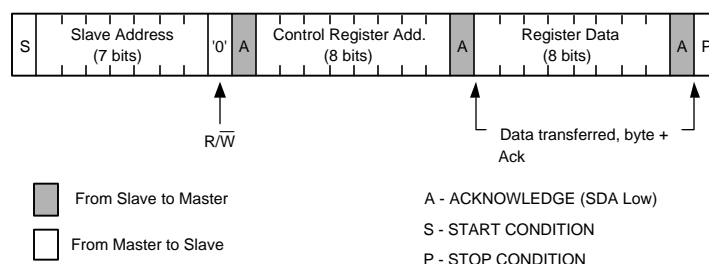 S Slave Address (7 bits) '0' A Control Register Add. (8 bits) A Register Data (8 bits) A P
R/W̅
Data transferred, byte +
Ack
From Slave to Master
From Master to Slave
A - ACKNOWLEDGE (SDA Low)
S - START CONDITION
P - STOP CONDITION